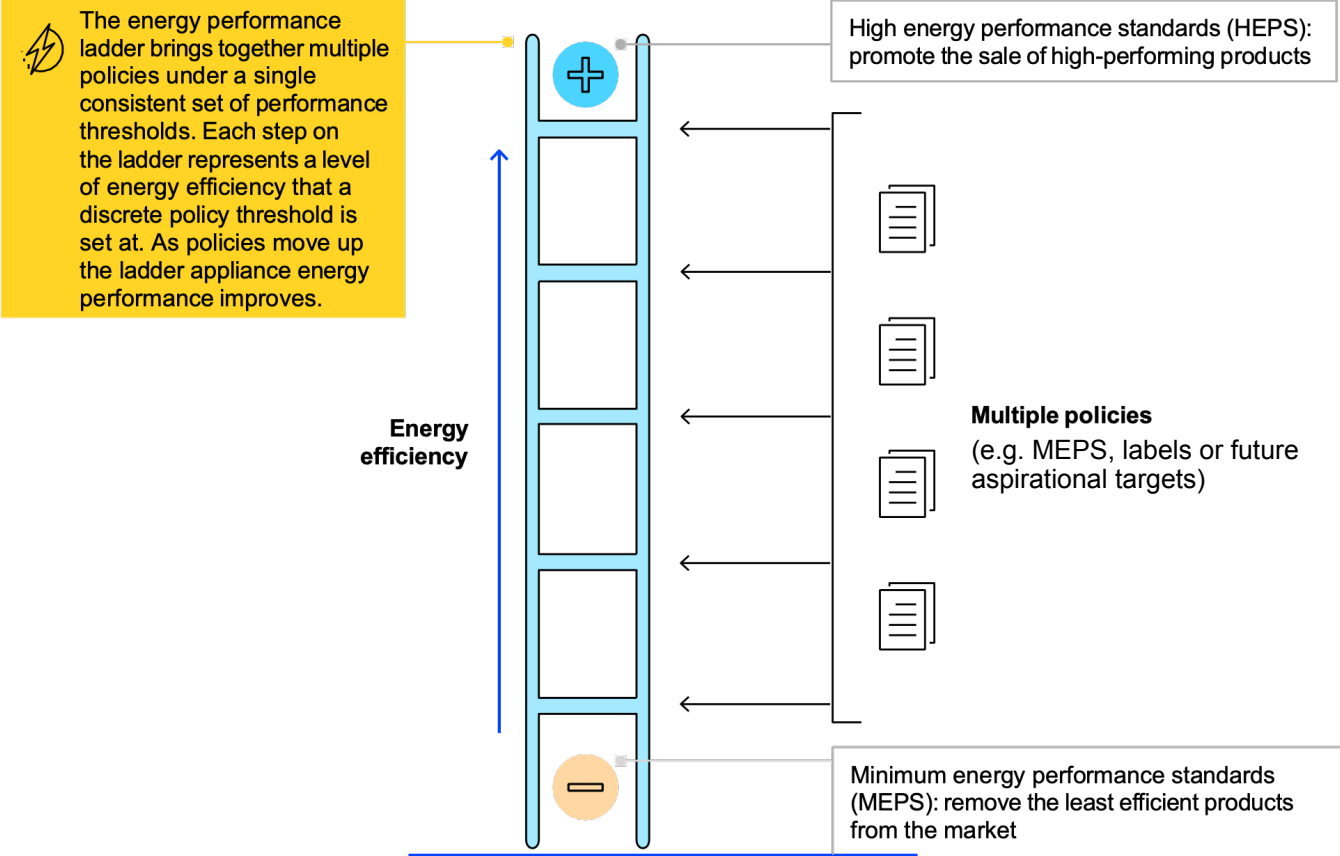 The energy performance
ladder brings together multiple
policies under a single
consistent set of performance
thresholds. Each step on
the ladder represents a level
of energy efficiency that a
discrete policy threshold is
set at. As policies move up
the ladder appliance energy
performance improves.
High energy performance standards (HEPS):
promote the sale of high-performing products
Energy
efficiency
Multiple policies
(e.g. MEPS, labels or future
aspirational targets)
Minimum energy performance standards
(MEPS): remove the least efficient products
from the market